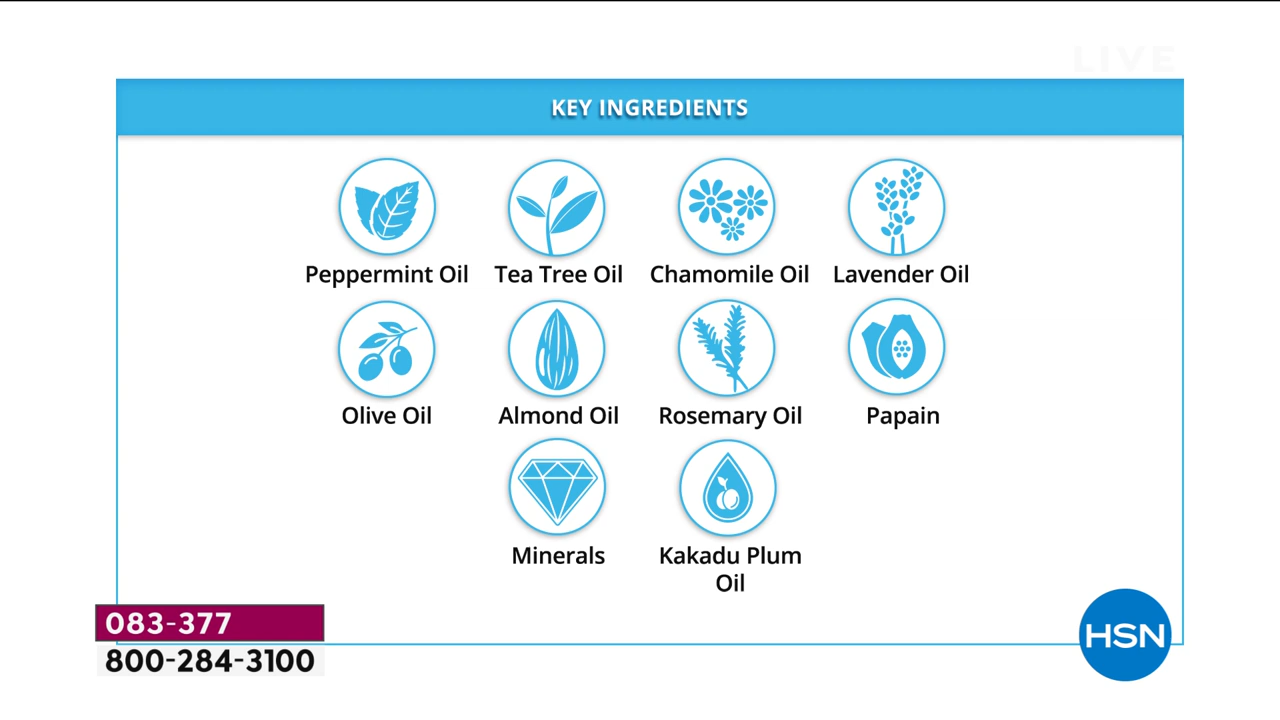 LIVE
KEY INGREDIENTS
Peppermint Oil
Tea Tree Oil
Chamomile Oil
Lavender Oil
Olive Oil
Almond Oil
Rosemary Oil
Papain
Minerals
Kakadu Plum
Oil
083-377
800-284-3100
HSN